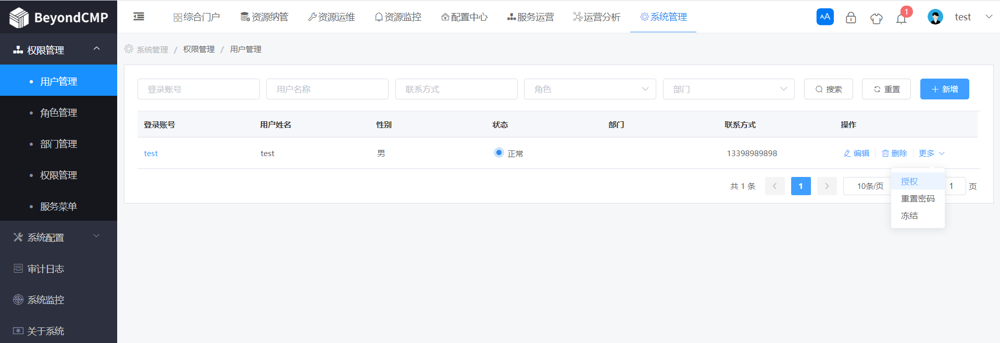 BeyondCMP
综合门户 资源纳管 资源运维 资源监控 配置中心 服务运营 运营分析 系统管理
AA 1 test
权限管理
用户管理
角色管理
部门管理
权限管理
服务菜单
系统配置
审计日志
系统监控
关于系统
系统管理 / 权限管理 / 用户管理
登录账号 用户名称 联系方式 角色 部门 搜索 重置 新增
登录账号 用户姓名 性别 状态 部门 联系方式 操作
test test 男 正常 13398989898 编辑 删除 更多
共 1 条 1 10条/页 1 页
授权
重置密码
冻结